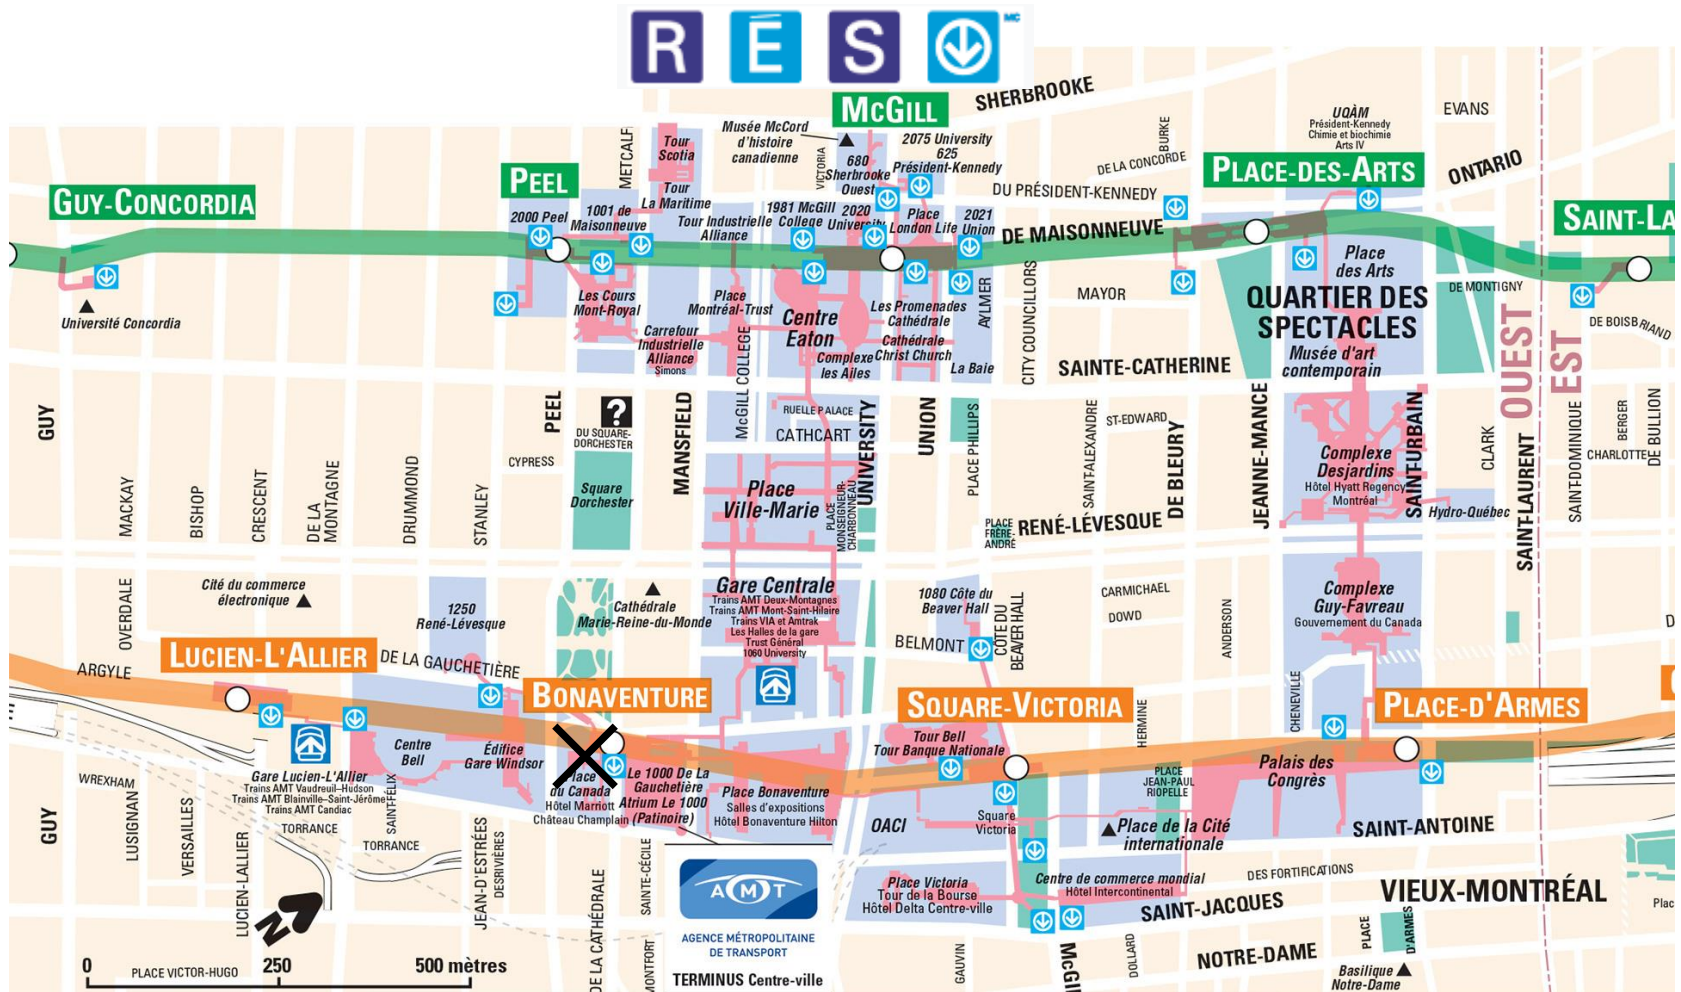 RÉS
MC
SHERBROOKE
McGILL
EVANS
UQÀM
Président-Kennedy
Chimie et biochimie
Arts IV
Musée McCord
d'histoire
canadienne
VICTORIA
2075 University
625
Président-Kennedy
680
Sherbrooke
Ouest
BURKE
DE LA CONCORDE
PLACE-DES-ARTS
ONTARIO
METCALF
Tour
Scotia
Tour
La Maritime
PEEL
GUY-CONCORDIA
DU PRÉSIDENT-KENNEDY
2000 Peel
1001 de
Maisonneuve
Tour Industrielle
Alliance
1981 McGill
College
2020
University
Place
London Life
2021
Union
DE MAISONNEUVE
SAINT-LA
Place
des Arts
Université Concordia
Les Cours
Mont-Royal
Place
Montréal-Trust
Centre
Eaton
Les Promenades
Cathédrale
AYLMER
CITY COUNCILLORS
MAYOR
QUARTIER DES
SPECTACLES
DE MONTIGNY
OUEST
EST
DE BOISBRIAND
Carrefour
Industrielle
Alliance
Simons
McGILL COLLEGE
Complexe
les Ailes
Cathédrale
Christ Church
La Baie
SAINTE-CATHERINE
Musée d'art
contemporain
GUY
PEEL
?
DU SQUARE-
DORCHESTER
MANSFIELD
RUELLE PALACE
CATHCART
UNIVERSITY
UNION
PLACE PHILLIPS
SAINT-ALEXANDRE
ST-EDWARD
DE BLEURY
JEANNE-MANCE
SAINT-URBAIN
CLARK
SAINT-LAURENT
SAINT-DOMINIQUE
BERGER
CHARLOTTE
DE BULLION
CYPRESS
MACKAY
BISHOP
CRESCENT
DE LA
MONTAGNE
DRUMMOND
STANLEY
Square
Dorchester
Place
Ville-Marie
PLACE
MONSEIGNEUR-
CHARBONNEAU
Complexe
Desjardins
Hôtel Hyatt Regency
Montréal
Hydro-Québec
PLACE
FRÈRE-
ANDRÉ
RENÉ-LÉVESQUE
OVERDALE
Cité du commerce
électronique
1250
René-Lévesque
Cathédrale
Marie-Reine-du-Monde
Gare Centrale
Trains AMT Deux-Montagnes
Trains AMT Mont-Saint-Hilaire
Trains VIA et Amtrak
Les Halles de la gare
Trust Général
1060 University
1080 Côte du
Beaver Hall
BELMONT
CÔTE DU
BEAVER HALL
CARMICHAEL
DOWD
ANDERSON
Complexe
Guy-Favreau
Gouvernement du Canada
D
ARGYLE
LUCIEN-L'ALLIER
DE LA GAUCHETIÈRE
BONAVENTURE
SQUARE-VICTORIA
HERMINE
CHENEVILLE
PLACE-D'ARMES
Centre
Bell
Édifice
Gare Windsor
Tour Bell
Tour Banque Nationale
Palais des
Congrès
WREXHAM
Gare Lucien-L'Allier
Trains AMT Vaudreuil–Hudson
Trains AMT Blainville–Saint-Jérôme
Trains AMT Candiac
SAINT-FÉLIX
lace
du Canada
Hôtel Marriott
Château Champlain
Le 1000 De La
Gauchetière
Atrium Le 1000
(Patinoire)
Place Bonaventure
Salles d'expositions
Hôtel Bonaventure Hilton
PLACE
JEAN-PAUL
RIOPELLE
GUY
LUSIGNAN
VERSAILLES
LUCIEN-LALLIER
TORRANCE
TORRANCE
JEAN-D'ESTRÉES
DESRIVIÈRES
DE LA CATHÉDRALE
SAINTE-CÉCILE
MONTFORT
OACI
Square
Victoria
Place de la Cité
internationale
SAINT-ANTOINE
AMT
AGENCE MÉTROPOLITAINE
DE TRANSPORT
TERMINUS Centre-ville
Place Victoria
Tour de la Bourse
Hôtel Delta Centre-ville
Centre de commerce mondial
Hôtel Intercontinental
DES FORTIFICATIONS
VIEUX-MONTRÉAL
SAINT-JACQUES
PLACE
D'ARMES
Plac
N
GAUVIN
McGI
DOLLARD
NOTRE-DAME
Basilique
Notre-Dame
0
250
500 mètres
PLACE VICTOR-HUGO